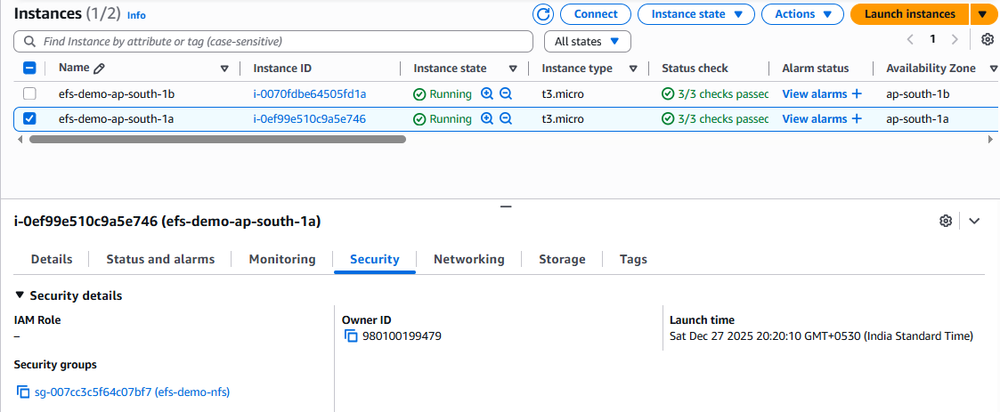 Instances (1/2) Info Connect Instance state Actions Launch instances
Find Instance by attribute or tag (case-sensitive) All states 1
Name Instance ID Instance state Instance type Status check Alarm status Availability Zone
efs-demo-ap-south-1b i-0070fdbe64505fd1a Running t3.micro 3/3 checks passed View alarms + ap-south-1b
efs-demo-ap-south-1a i-0ef99e510c9a5e746 Running t3.micro 3/3 checks passed View alarms + ap-south-1a
i-0ef99e510c9a5e746 (efs-demo-ap-south-1a)
Details Status and alarms Monitoring Security Networking Storage Tags
Security details
IAM Role Owner ID Launch time
– 980100199479 Sat Dec 27 2025 20:20:10 GMT+0530 (India Standard Time)
Security groups
sg-007cc3c5f64c07bf7 (efs-demo-nfs)